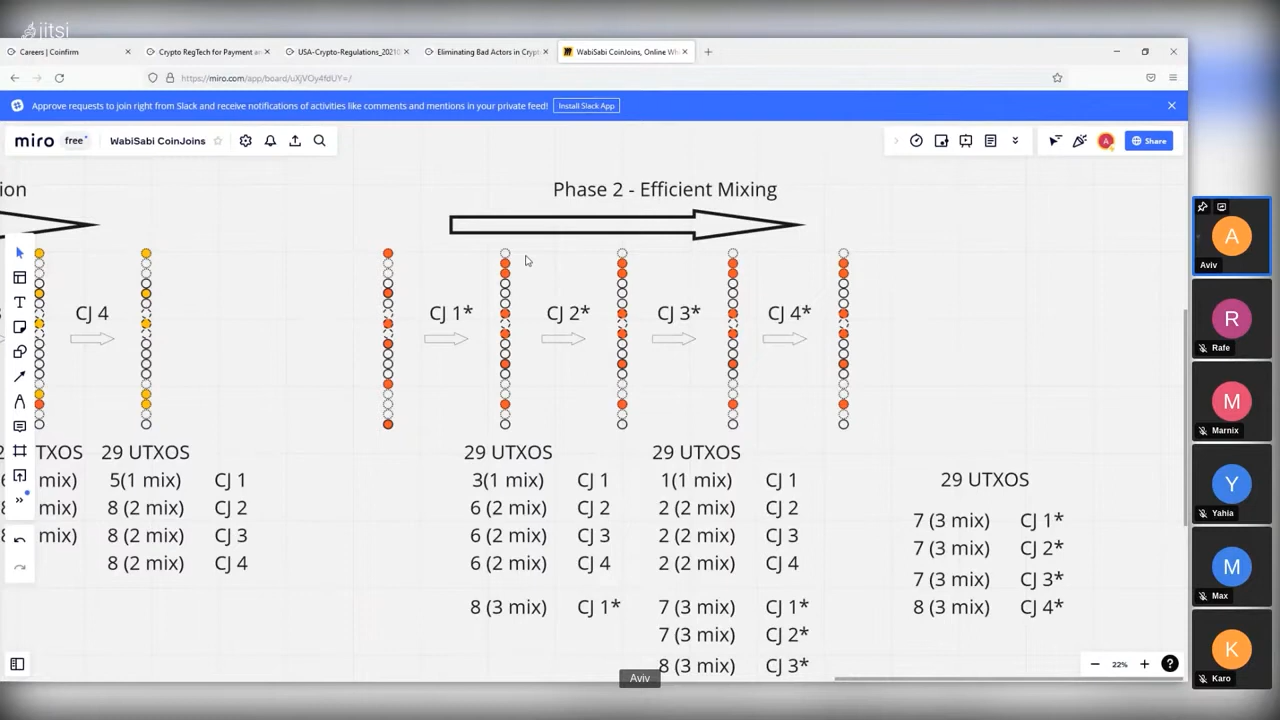 jitsi
Careers | Coinfirm
Crypto RegTech for Payment a
USA-Crypto-Regulations_2021
Eliminating Bad Actors in Crypt
WabiSabi CoinJoins, Online Wh
https://miro.com/app/board/uXjVOy4fdUY=/
Approve requests to join right from Slack and receive notifications of activities like comments and mentions in your private feed! Install Slack App
miro free WabiSabi CoinJoins
A Share
ion
Phase 2 - Efficient Mixing
CJ 4
CJ 1* CJ 2* CJ 3* CJ 4*
TXOS 29 UTXOS
mix) 5(1 mix) CJ 1
mix) 8 (2 mix) CJ 2
mix) 8 (2 mix) CJ 3
8 (2 mix) CJ 4
29 UTXOS
3(1 mix) CJ 1
6 (2 mix) CJ 2
6 (2 mix) CJ 3
6 (2 mix) CJ 4
8 (3 mix) CJ 1*
29 UTXOS
1(1 mix) CJ 1
2 (2 mix) CJ 2
2 (2 mix) CJ 3
2 (2 mix) CJ 4
7 (3 mix) CJ 1*
7 (3 mix) CJ 2*
8 (3 mix) CJ 3*
29 UTXOS
7 (3 mix) CJ 1*
7 (3 mix) CJ 2*
7 (3 mix) CJ 3*
8 (3 mix) CJ 4*
22%
Aviv
A
Aviv
R
Rafe
M
Marnix
Y
Yahia
M
Max
K
Karo